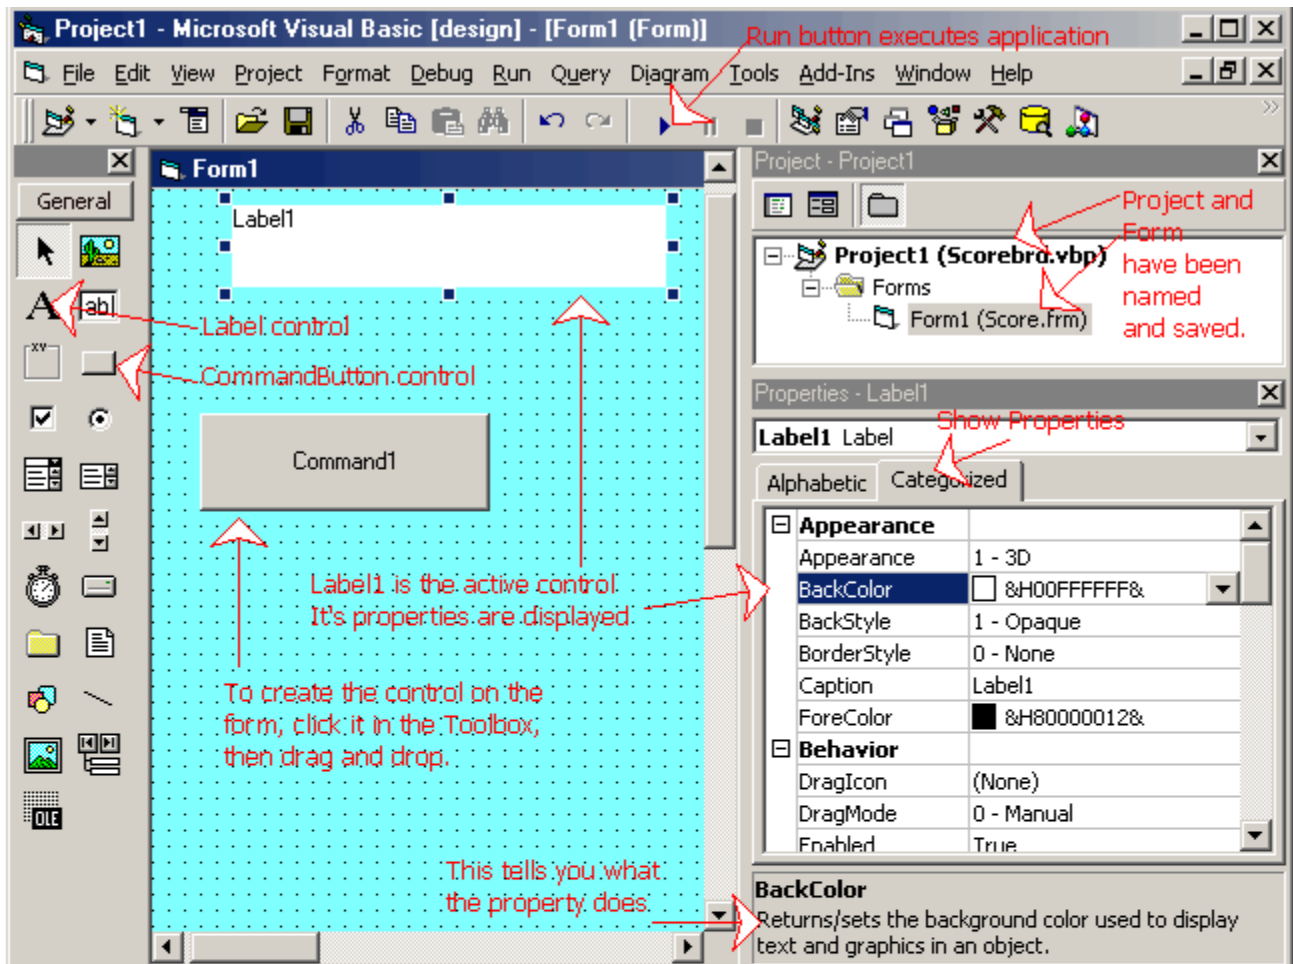 Project1 - Microsoft Visual Basic [design] - [Form1 (Form)]
Run button executes application
File Edit View Project Format Debug Run Query Diagram Tools Add-Ins Window Help
General
A
ab
xy
OLE
Form1
Label1
Label control
CommandButton control
Command1
Label1 is the active control
It's properties are displayed
To create the control on the
form, click it in the Toolbox,
then drag and drop.
This tells you what
the property does
Project - Project1
Project1 (Scorebrd.vbp)
Forms
Form1 (Score.frm)
Project and
Form
have been
named
and saved.
Properties - Label1
Show Properties
Label1 Label
Alphabetic Categorized
Appearance
Appearance 1 - 3D
BackColor &H00FFFFFF&
BackStyle 1 - Opaque
BorderStyle 0 - None
Caption Label1
ForeColor &H80000012&
Behavior
DragIcon (None)
DragMode 0 - Manual
Enabled True
BackColor
Returns/sets the background color used to display
text and graphics in an object.